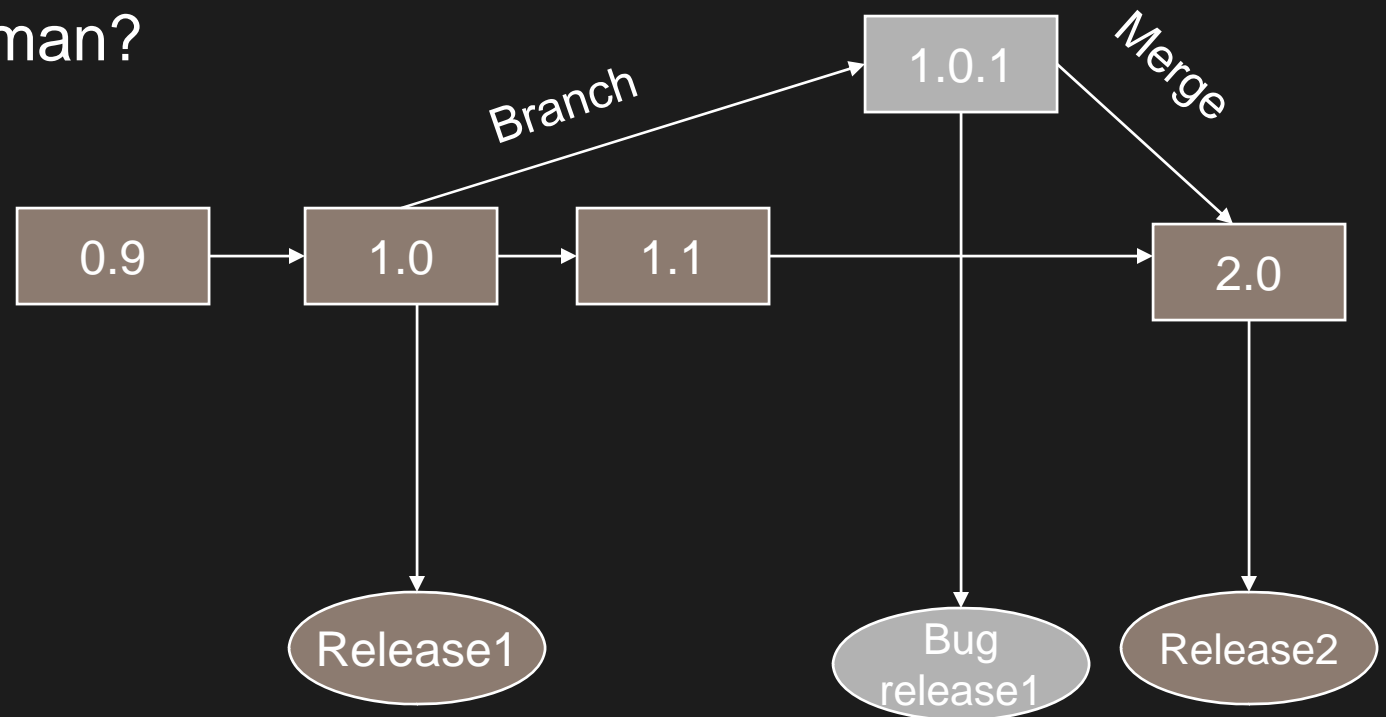 man?
1.0.1
Merge
Branch
0.9
1.0
1.1
2.0
Release1
Bug
release1
Release2